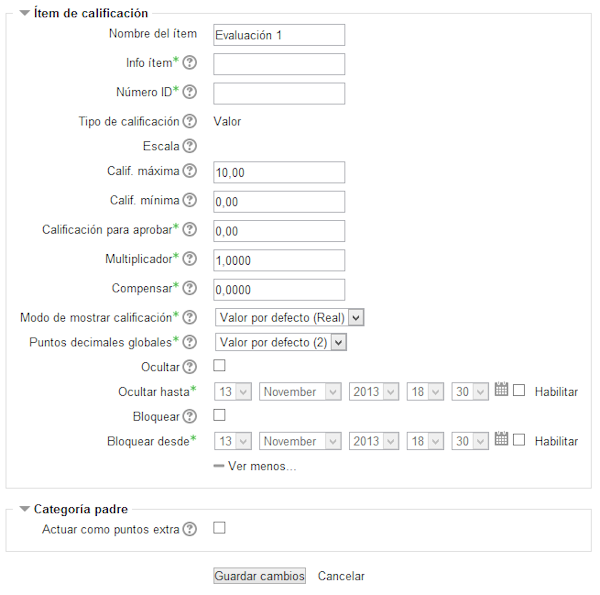 Ítem de calificación
Nombre del ítem Evaluación 1
Info ítem*
Número ID*
Tipo de calificación Valor
Escala
Calif. máxima 10,00
Calif. mínima 0,00
Calificación para aprobar* 0,00
Multiplicador* 1,0000
Compensar* 0,0000
Modo de mostrar calificación* Valor por defecto (Real)
Puntos decimales globales* Valor por defecto (2)
Ocultar
Ocultar hasta* 13 November 2013 18 30 Habilitar
Bloquear
Bloquear desde* 13 November 2013 18 30 Habilitar
Ver menos...
Categoría padre
Actuar como puntos extra
Guardar cambios Cancelar